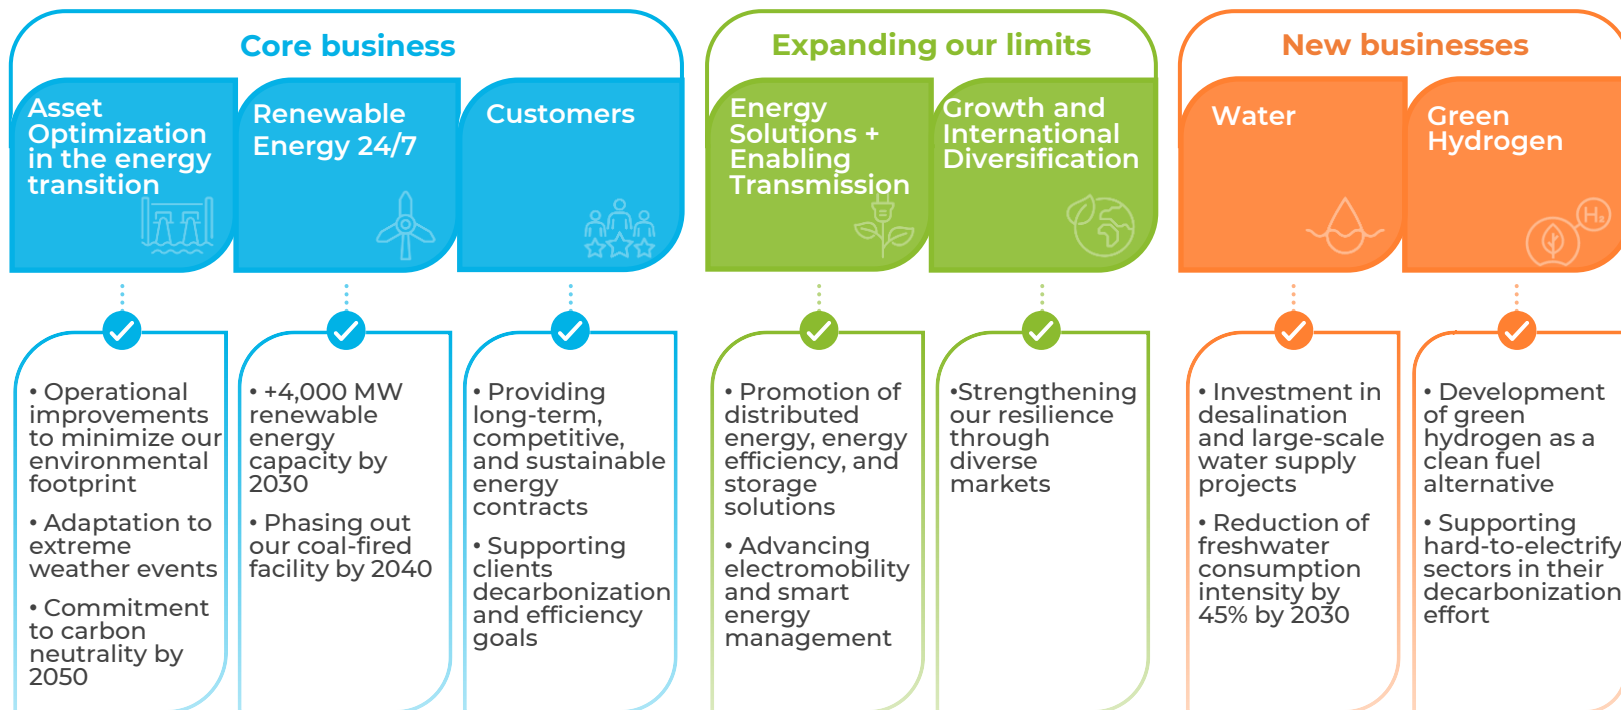 Core business
Asset
Optimization
in the energy
transition
Renewable
Energy 24/7
Customers
• Operational
improvements
to minimize our
environmental
footprint
• Adaptation to
extreme
weather events
• Commitment
to carbon
neutrality by
2050
• +4,000 MW
renewable
energy
capacity by
2030
• Phasing out
our coal-fired
facility by 2040
• Providing
long-term,
competitive,
and sustainable
energy
contracts
• Supporting
clients
decarbonization
and efficiency
goals
Expanding our limits
Energy
Solutions +
Enabling
Transmission
Growth and
International
Diversification
• Promotion of
distributed
energy, energy
efficiency, and
storage
solutions
• Advancing
electromobility
and smart
energy
management
•Strengthening
our resilience
through
diverse
markets
New businesses
Water
Green
Hydrogen
H₂
• Investment in
desalination
and large-scale
water supply
projects
• Reduction of
freshwater
consumption
intensity by
45% by 2030
• Development
of green
hydrogen as a
clean fuel
alternative
• Supporting
hard-to-electrify
sectors in their
decarbonization
effort